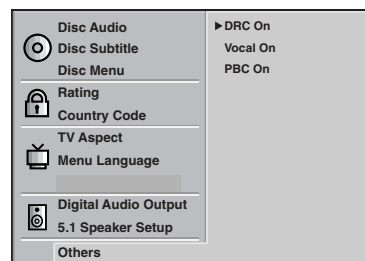 Disc Audio
Disc Subtitle
Disc Menu
Rating
Country Code
TV Aspect
Menu Language
Digital Audio Output
5.1 Speaker Setup
Others
DRC On
Vocal On
PBC On